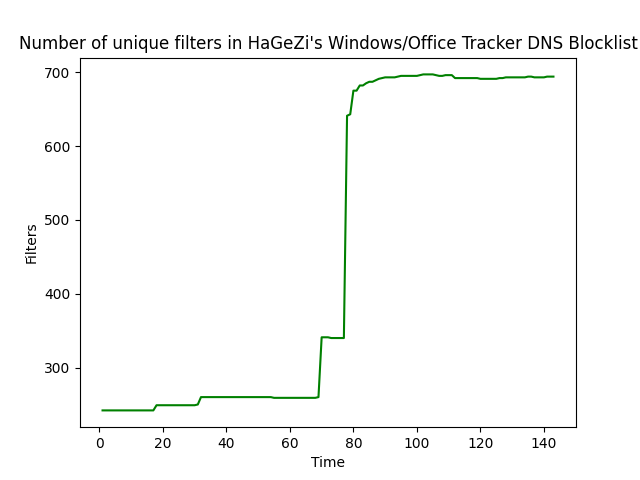 Number of unique filters in HaGeZi's Windows/Office Tracker DNS Blocklist
700
600
500
400
300
Filters
0 20 40 60 80 100 120 140
Time